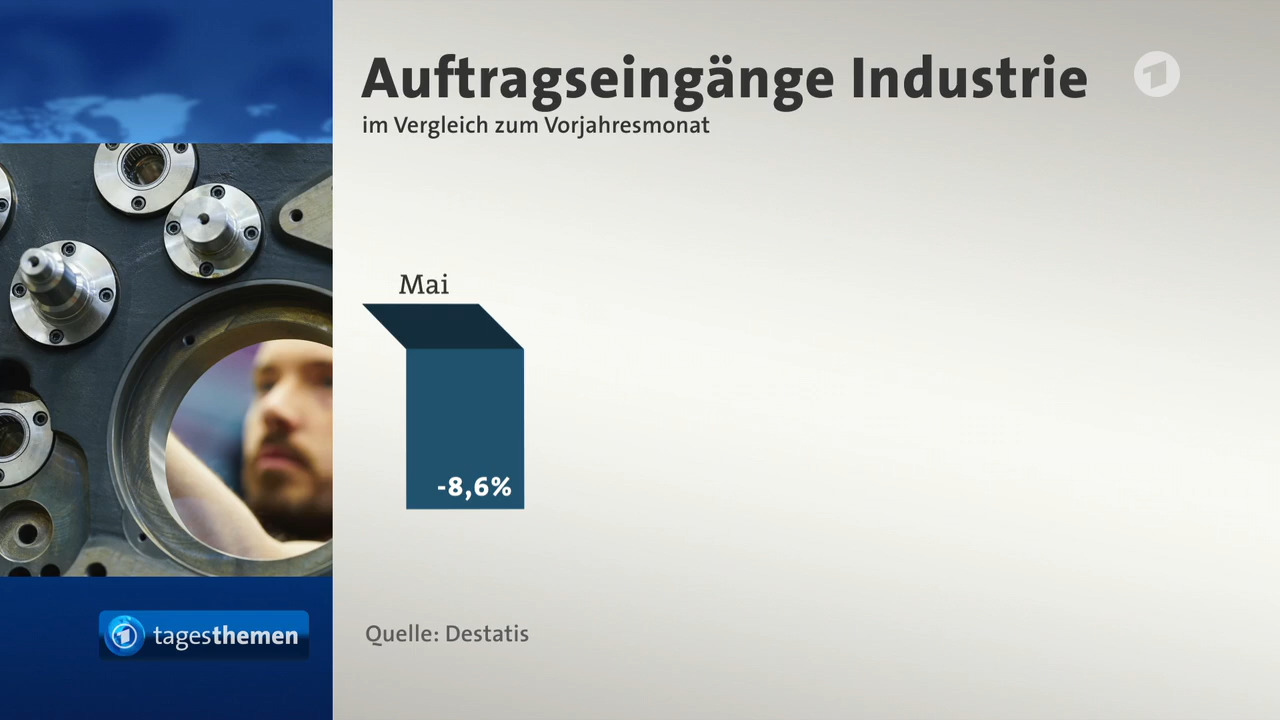 Auftragseingänge Industrie
im Vergleich zum Vorjahresmonat
Mai
-8,6%
Quelle: Destatis
tagesthemen